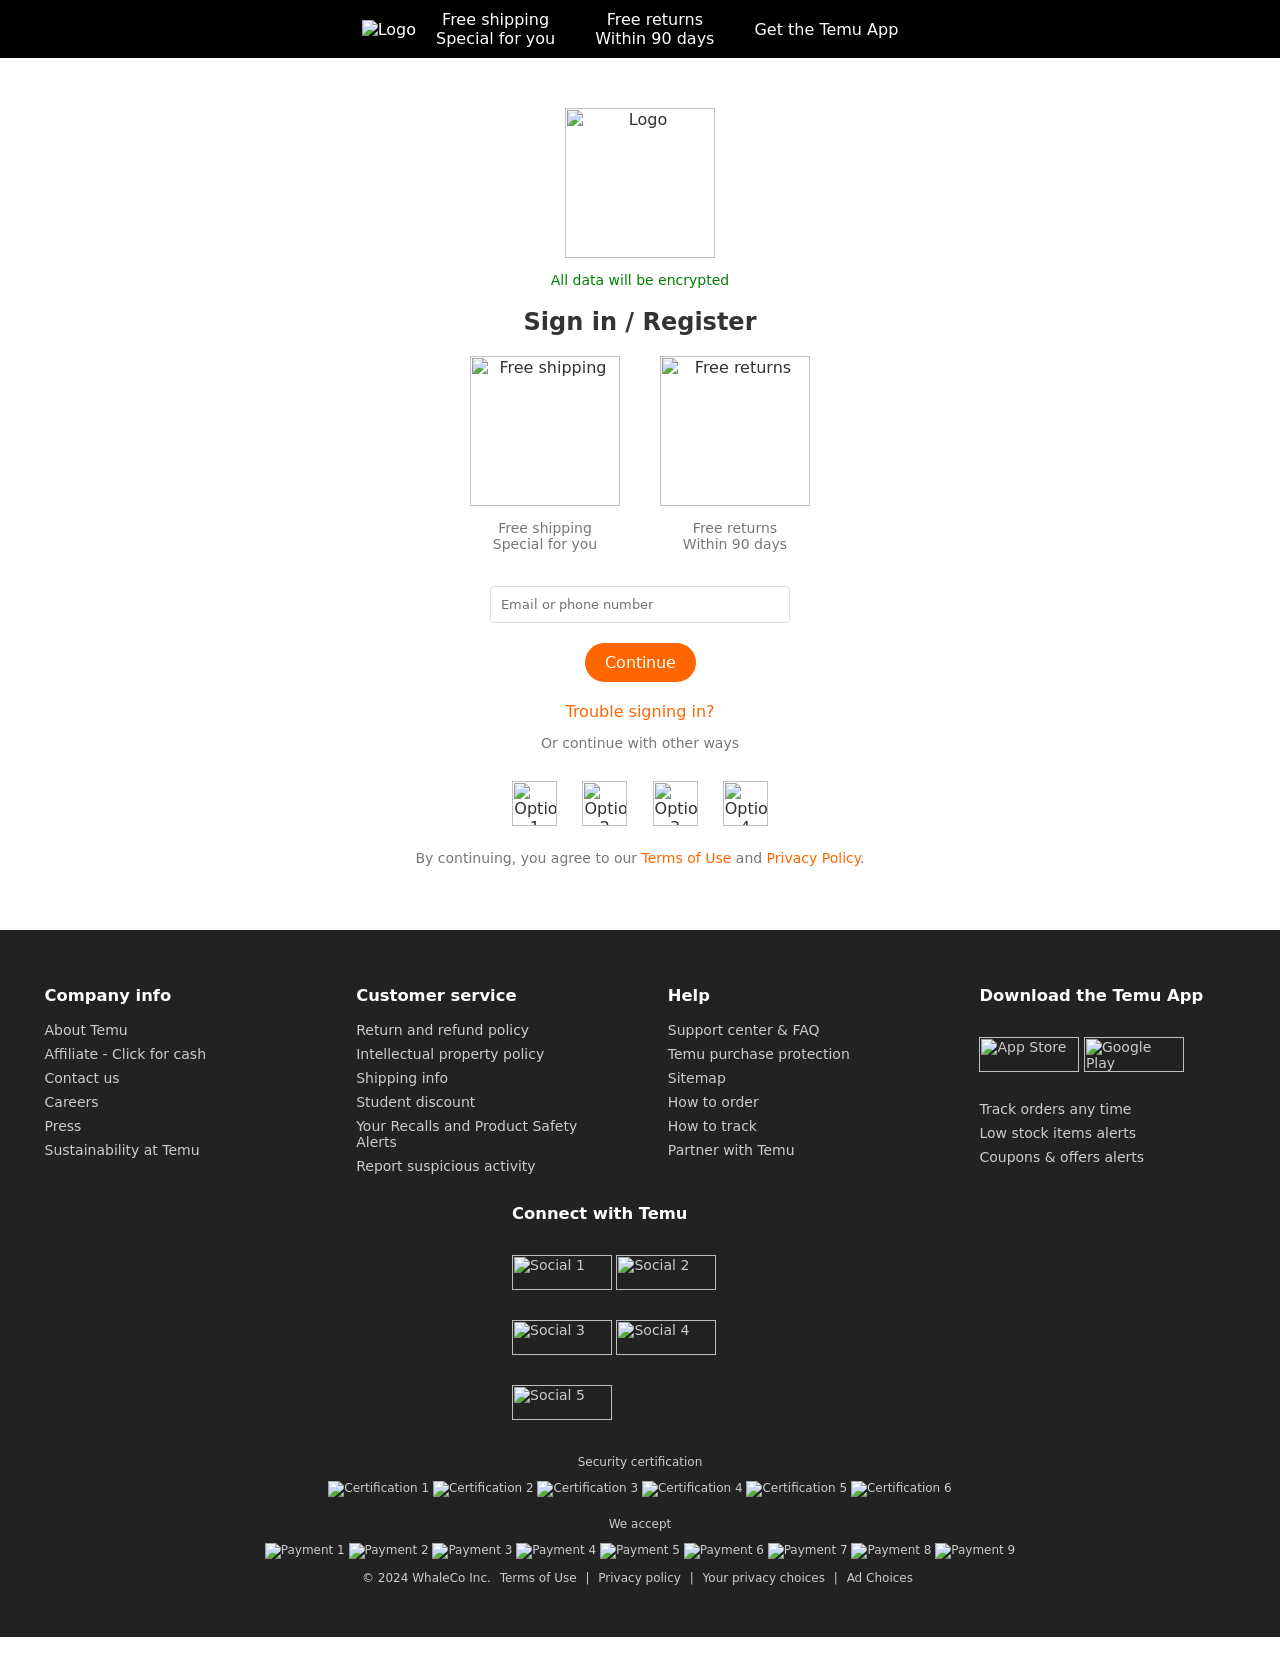 Logo
Free shipping
Special for you
Free returns
Within 90 days
Get the Temu App
Logo
All data will be encrypted
Sign in / Register
Free shipping
Free returns
Free shipping
Special for you
Free returns
Within 90 days
Email or phone number
Continue
Trouble signing in?
Or continue with other ways
Optio
Optio
Optio
Optio
By continuing, you agree to our Terms of Use and Privacy Policy.
Company info
About Temu
Affiliate - Click for cash
Contact us
Careers
Press
Sustainability at Temu
Customer service
Return and refund policy
Intellectual property policy
Shipping info
Student discount
Your Recalls and Product Safety
Alerts
Report suspicious activity
Help
Support center & FAQ
Temu purchase protection
Sitemap
How to order
How to track
Partner with Temu
Download the Temu App
App Store
Google
Play
Track orders any time
Low stock items alerts
Coupons & offers alerts
Connect with Temu
Social 1
Social 2
Social 3
Social 4
Social 5
Security certification
Certification 1 Certification 2 Certification 3 Certification 4 Certification 5 Certification 6
We accept
Payment 1 Payment 2 Payment 3 Payment 4 Payment 5 Payment 6 Payment 7 Payment 8 Payment 9
© 2024 WhaleCo Inc. Terms of Use | Privacy policy | Your privacy choices | Ad Choices